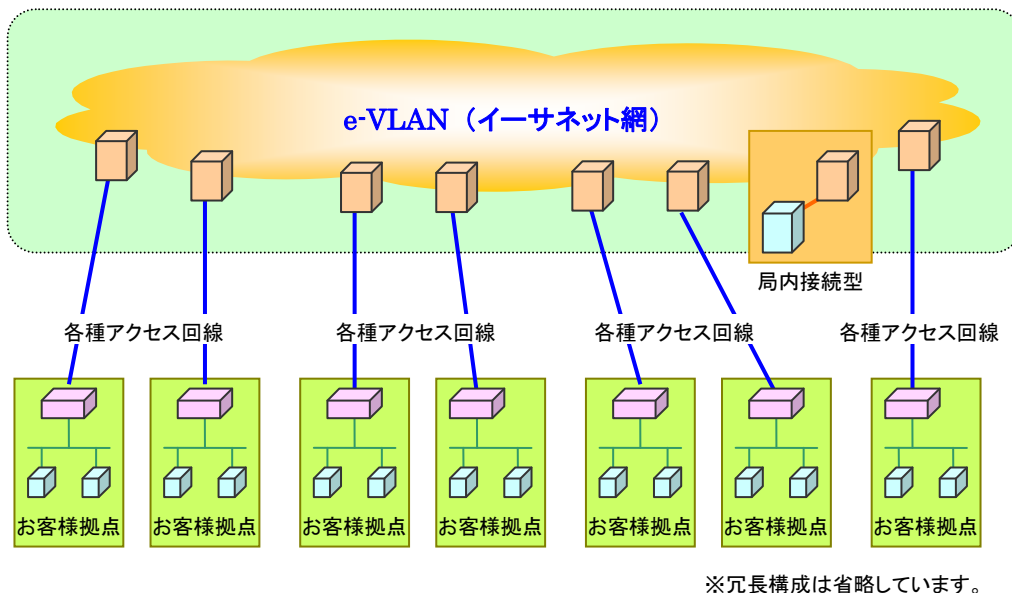 e-VLAN（イーサネット網）
局内接続型
各種アクセス回線
各種アクセス回線
各種アクセス回線
各種アクセス回線
お客様拠点
お客様拠点
お客様拠点
お客様拠点
お客様拠点
お客様拠点
お客様拠点
※冗長構成は省略しています。